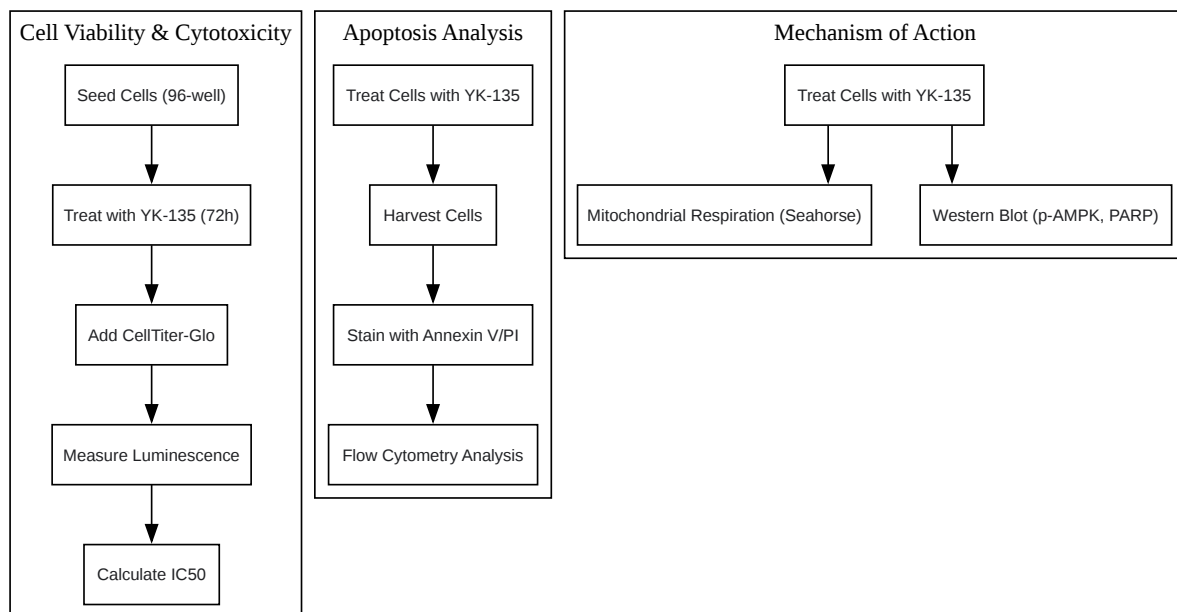 Cell Viability & Cytotoxicity
Seed Cells (96-well)
Treat with YK-135 (72h)
Add CellTiter-Glo
Measure Luminescence
Calculate IC50
Apoptosis Analysis
Treat Cells with YK-135
Harvest Cells
Stain with Annexin V/PI
Flow Cytometry Analysis
Mechanism of Action
Treat Cells with YK-135
Mitochondrial Respiration (Seahorse)
Western Blot (p-AMPK, PARP)